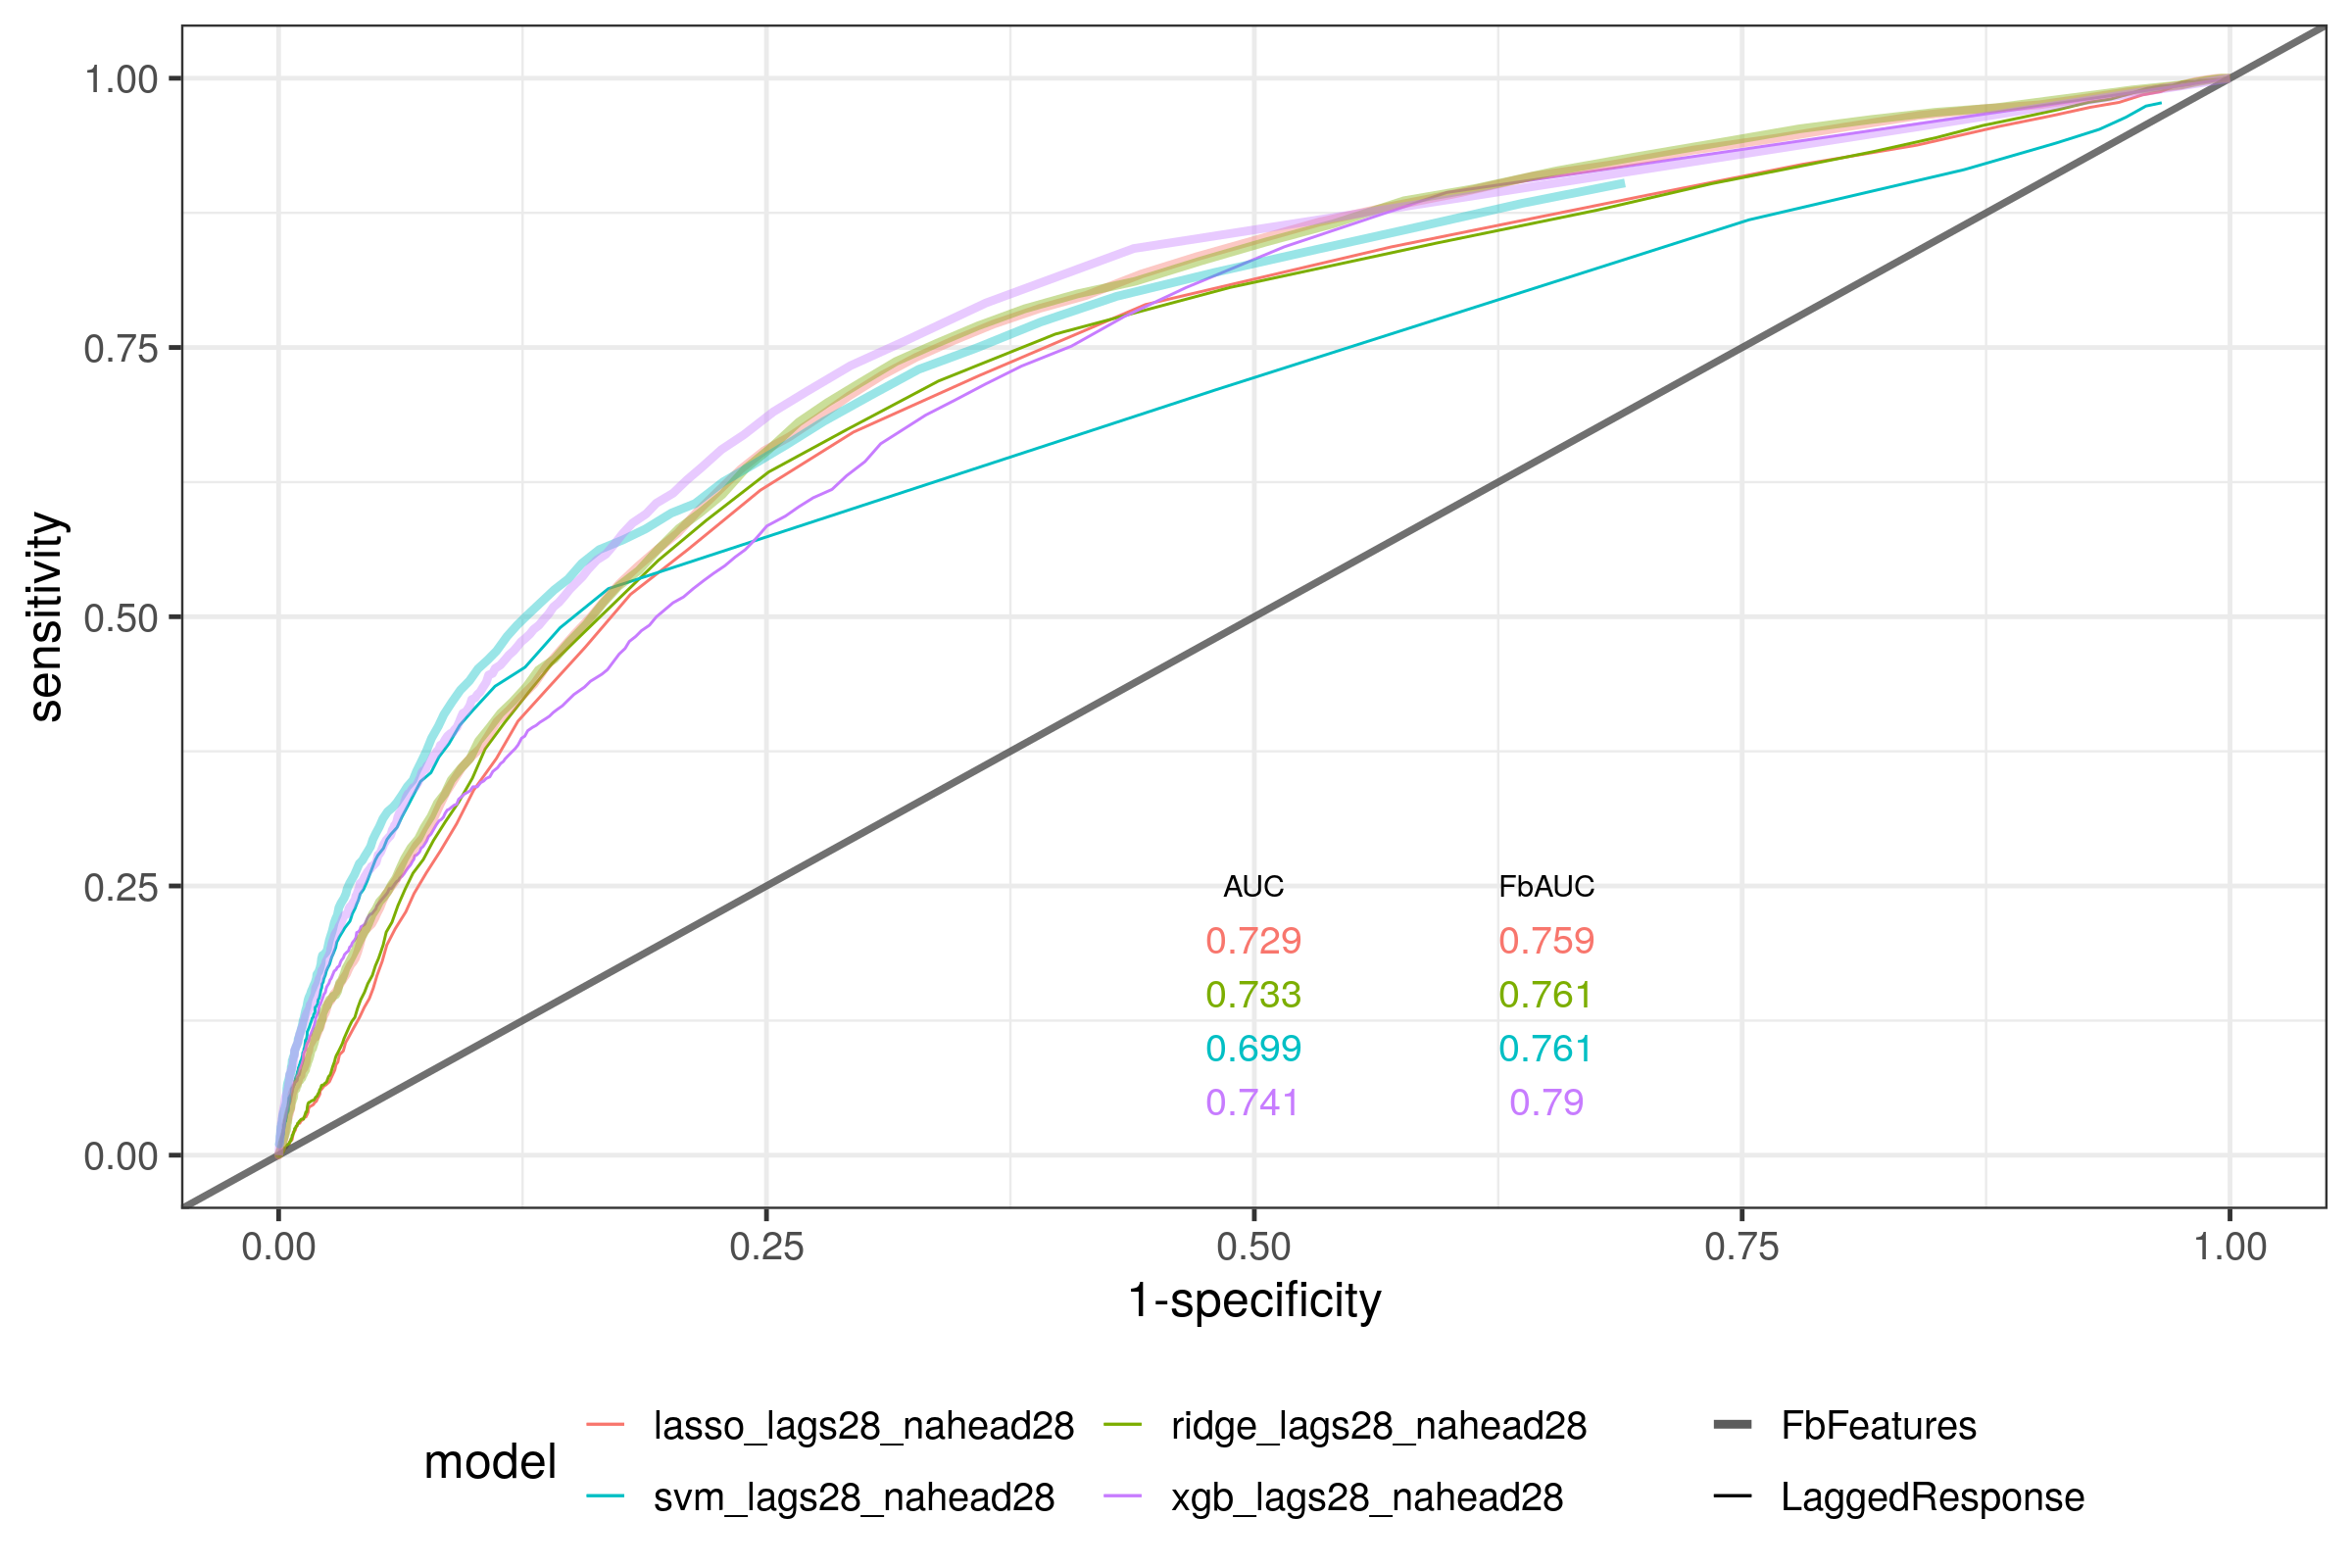 1.00
0.75
0.50
0.25
0.00
sensitivity
AUC FbAUC
0.729 0.759
0.733 0.761
0.699 0.761
0.741 0.79
0.00 0.25 0.50 0.75 1.00
1-specificity
model
lasso_lags28_nahead28 ridge_lags28_nahead28 FbFeatures
svm_lags28_nahead28 xgb_lags28_nahead28 LaggedResponse